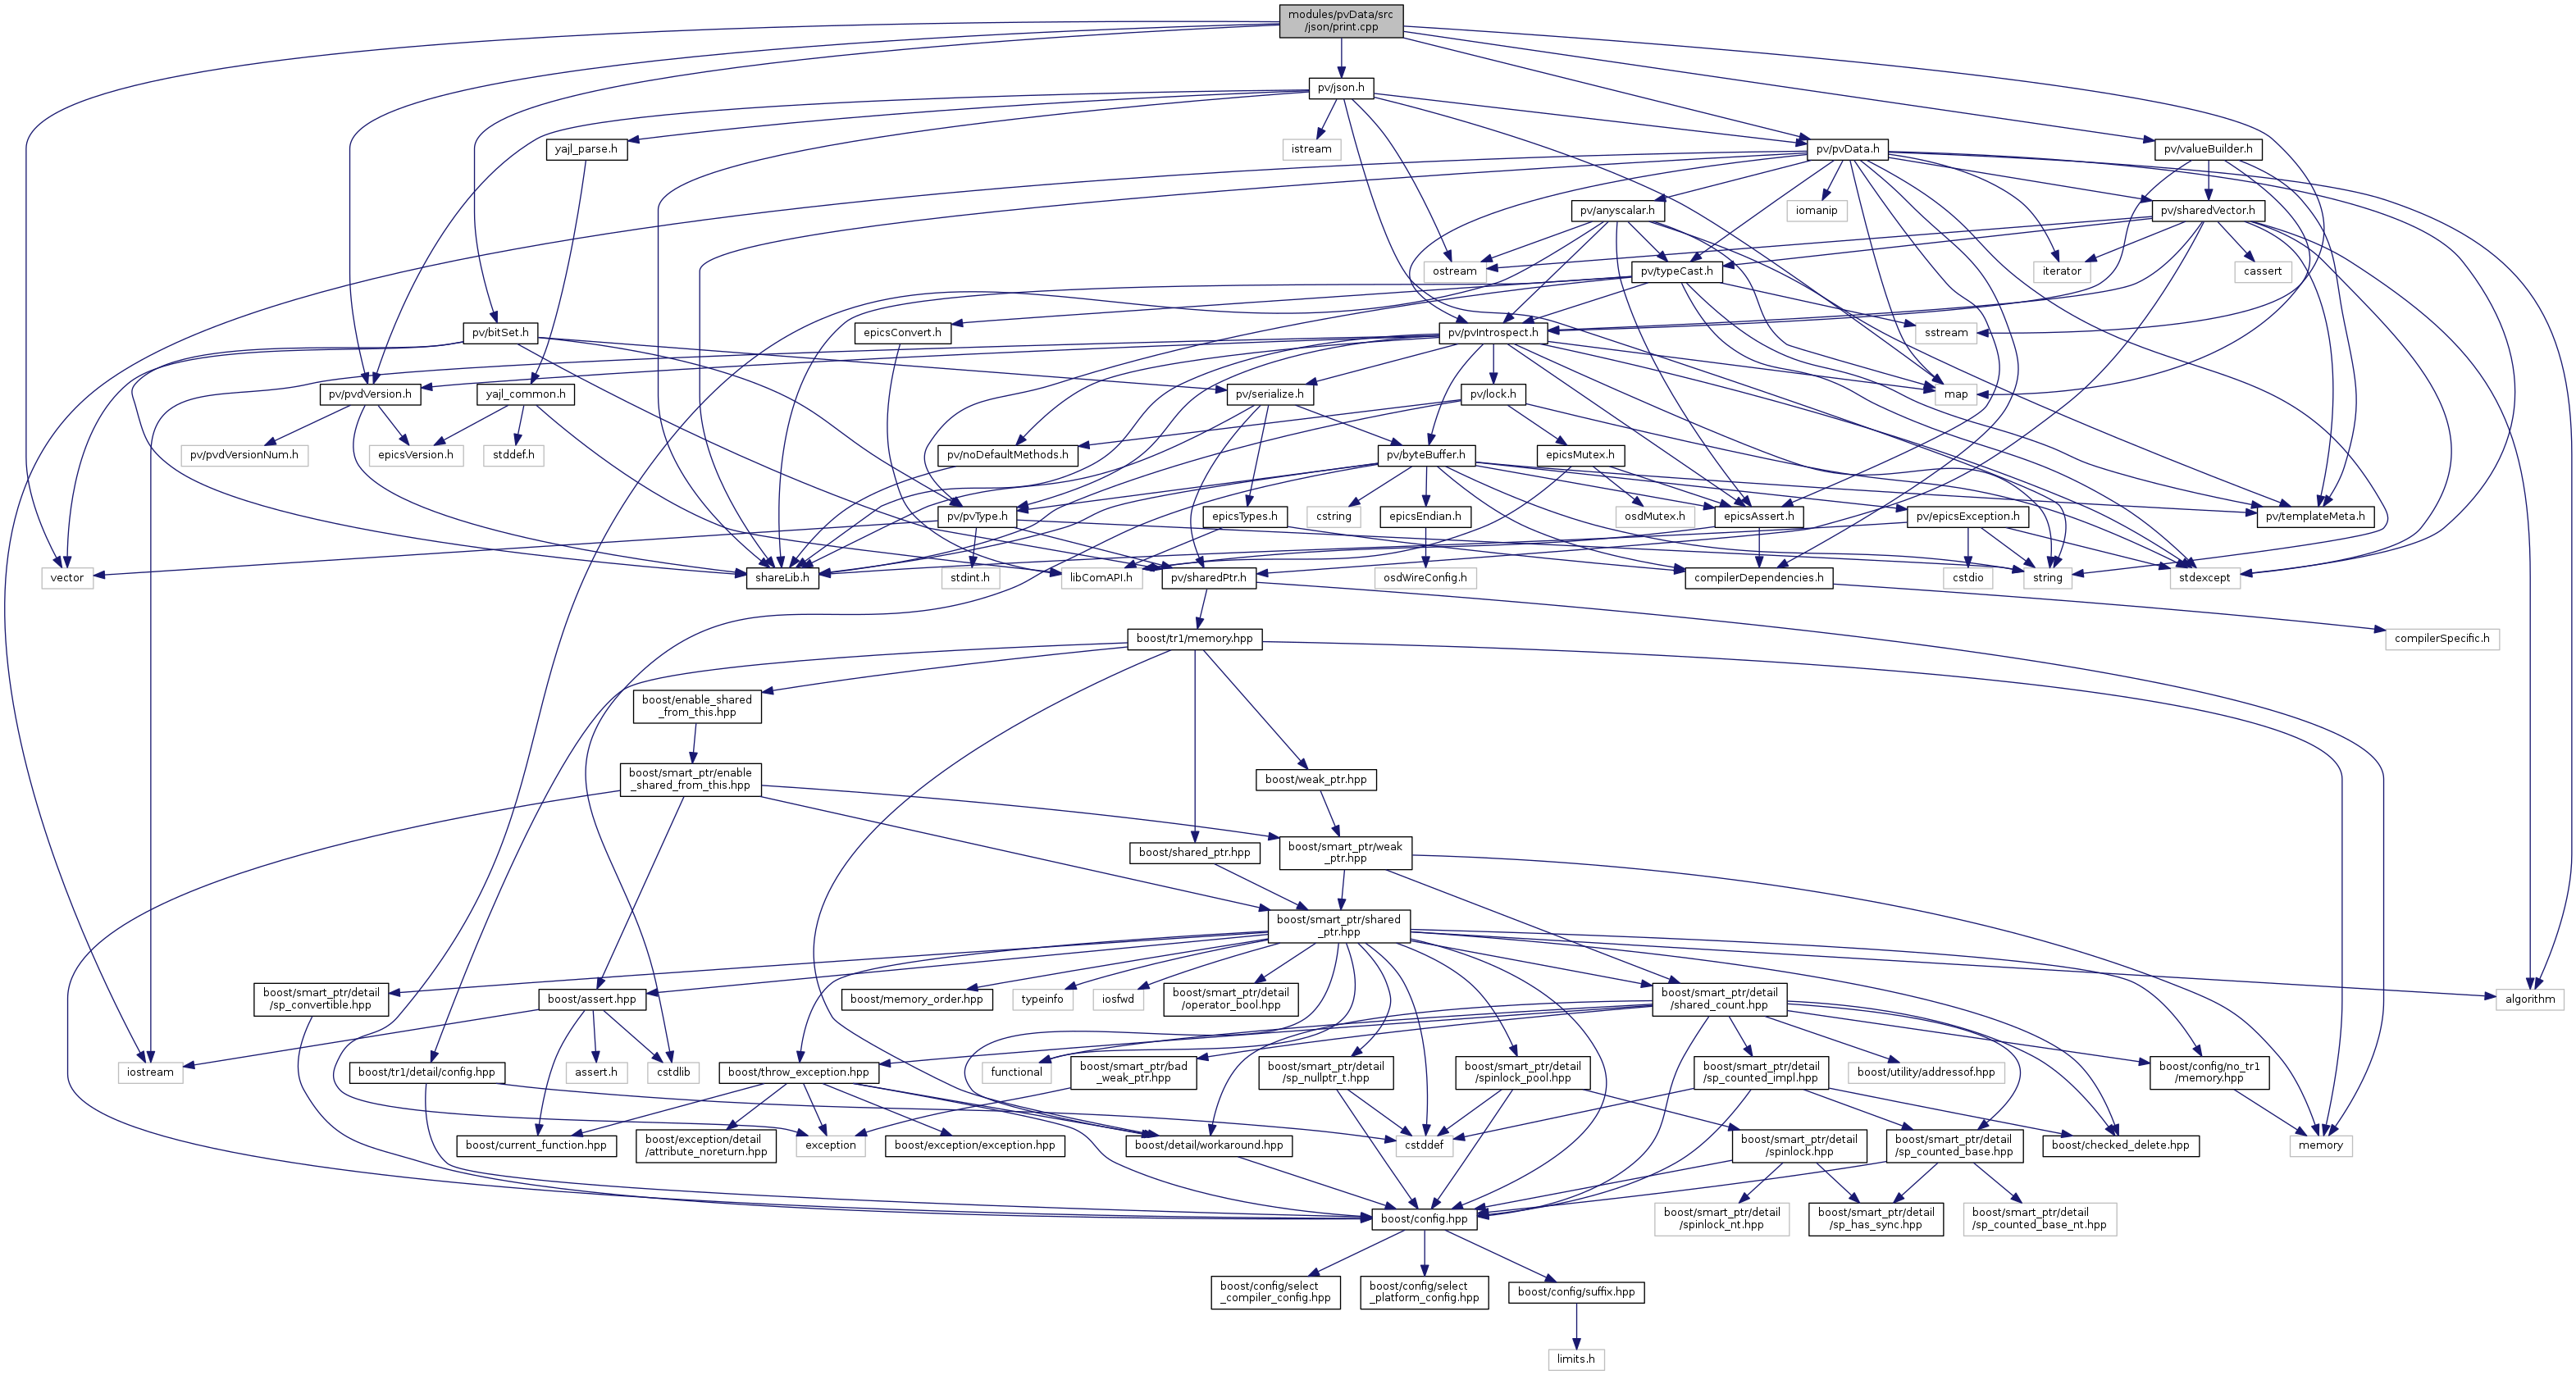 modules/pvData/src
/json/print.cpp
pv/json.h
yajl_parse.h
istream
pv/pvData.h
pv/valueBuilder.h
pv/anyscalar.h
iomanip
pv/sharedVector.h
ostream
pv/typeCast.h
iterator
cassert
pv/bitSet.h
epicsConvert.h
pv/pvIntrospect.h
sstream
pv/pvdVersion.h
yajl_common.h
pv/serialize.h
pv/lock.h
map
pv/pvdVersionNum.h
epicsVersion.h
stddef.h
pv/noDefaultMethods.h
pv/byteBuffer.h
epicsMutex.h
pv/pvType.h
epicsTypes.h
cstring
epicsEndian.h
osdMutex.h
epicsAssert.h
pv/epicsException.h
pv/templateMeta.h
vector
shareLib.h
stdint.h
libComAPI.h
pv/sharedPtr.h
osdWireConfig.h
compilerDependencies.h
cstdio
string
stdexcept
boost/tr1/memory.hpp
compilerSpecific.h
boost/enable_shared
_from_this.hpp
boost/smart_ptr/enable
_shared_from_this.hpp
boost/weak_ptr.hpp
boost/shared_ptr.hpp
boost/smart_ptr/weak
_ptr.hpp
boost/smart_ptr/shared
_ptr.hpp
boost/smart_ptr/detail
/sp_convertible.hpp
boost/assert.hpp
boost/memory_order.hpp
typeinfo
iosfwd
boost/smart_ptr/detail
/operator_bool.hpp
boost/smart_ptr/detail
/shared_count.hpp
algorithm
iostream
boost/tr1/detail/config.hpp
assert.h
cstdlib
boost/throw_exception.hpp
functional
boost/smart_ptr/bad
_weak_ptr.hpp
boost/smart_ptr/detail
/sp_nullptr_t.hpp
boost/smart_ptr/detail
/spinlock_pool.hpp
boost/smart_ptr/detail
/sp_counted_impl.hpp
boost/utility/addressof.hpp
boost/config/no_tr1
/memory.hpp
boost/current_function.hpp
boost/exception/detail
/attribute_noreturn.hpp
exception
boost/exception/exception.hpp
boost/detail/workaround.hpp
cstddef
boost/smart_ptr/detail
/spinlock.hpp
boost/smart_ptr/detail
/sp_counted_base.hpp
boost/checked_delete.hpp
memory
boost/config.hpp
boost/smart_ptr/detail
/spinlock_nt.hpp
boost/smart_ptr/detail
/sp_has_sync.hpp
boost/smart_ptr/detail
/sp_counted_base_nt.hpp
boost/config/select
_compiler_config.hpp
boost/config/select
_platform_config.hpp
boost/config/suffix.hpp
limits.h